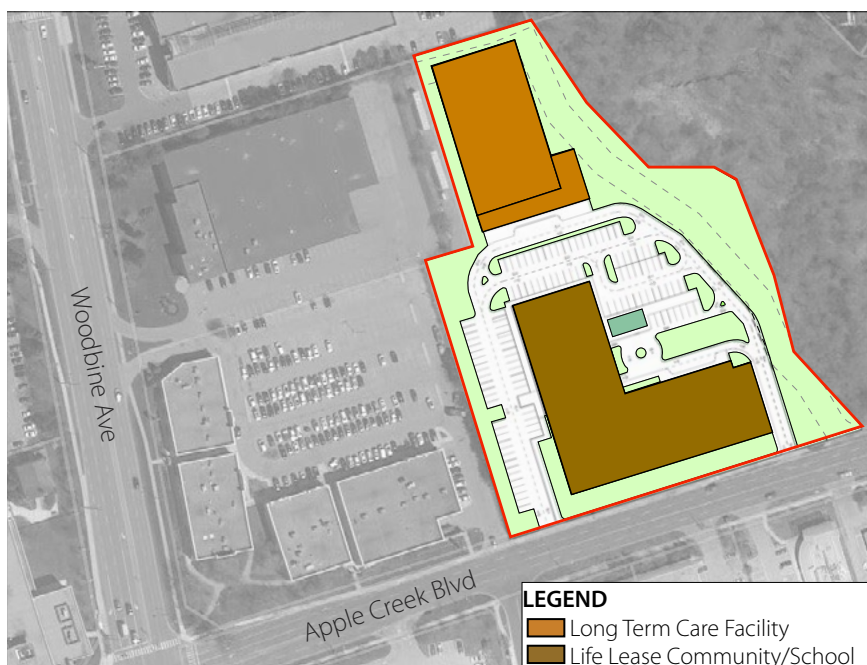 Woodbine Ave
Apple Creek Blvd
LEGEND
Long Term Care Facility
Life Lease Community/School